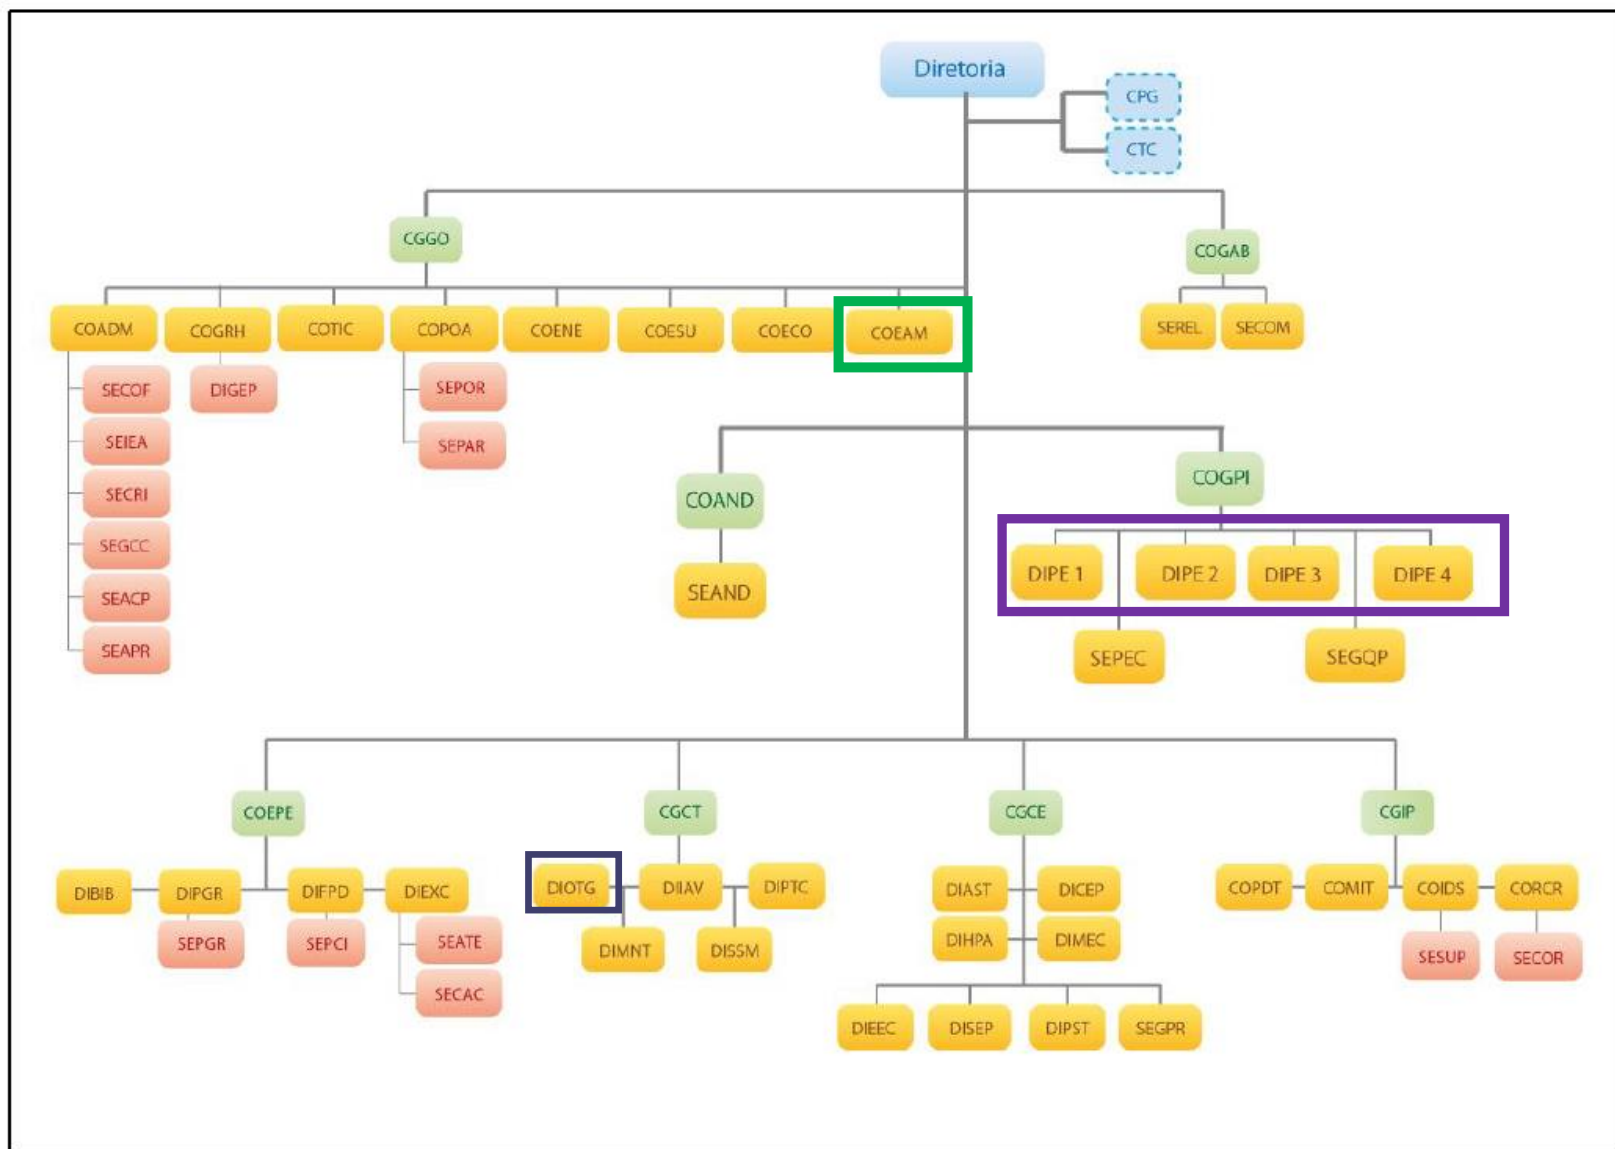 Diretoria
CPG
CTC
CGGO
COGAB
COADM
COGRH
COTIC
COPOA
COENE
COESU
COECO
COEAM
SEREL
SECOM
SECOF
DIGEP
SEPOR
SEIEA
SEPAR
SECRI
SEGCC
SEACP
SEAPR
COAND
COGPI
SEAND
DIPE 1
DIPE 2
DIPE 3
DIPE 4
SEPEC
SEGQP
COEPE
CGCT
CGCE
CGIP
DIBIB
DIPGR
DIFPD
DIEXC
SEPGR
SEPCI
SEATE
SECAC
DIOTG
DIIAV
DIPTC
DIMNT
DISSM
DIAST
DICEP
DIHPA
DIMEC
DIEEC
DISEP
DIPST
SEGPR
COPDT
COMIT
COIDS
CORCR
SESUP
SECOR